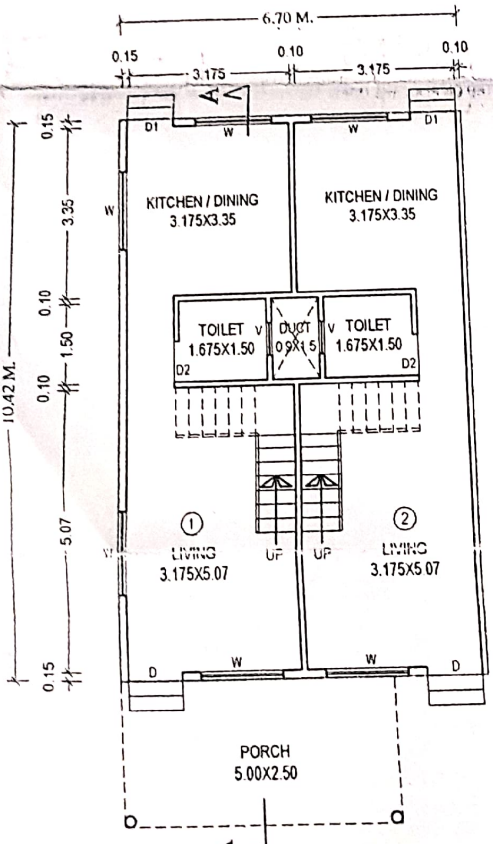 6.70 M.
0.15 0.10 0.10
3.175 3.175
A
D1 W W D1
0.15
W
3.35
KITCHEN / DINING KITCHEN / DINING
3.175X3.35 3.175X3.35
0.10
1.50
0.10
TOILET V DUCT V TOILET
1.675X1.50 0.9X1.5 1.675X1.50
D2 D2
10.42 M.
5.07
1 2
UP UP
LIVING LIVING
3.175X5.07 3.175X5.07
W
0.15
D W W D
PORCH
5.00X2.50